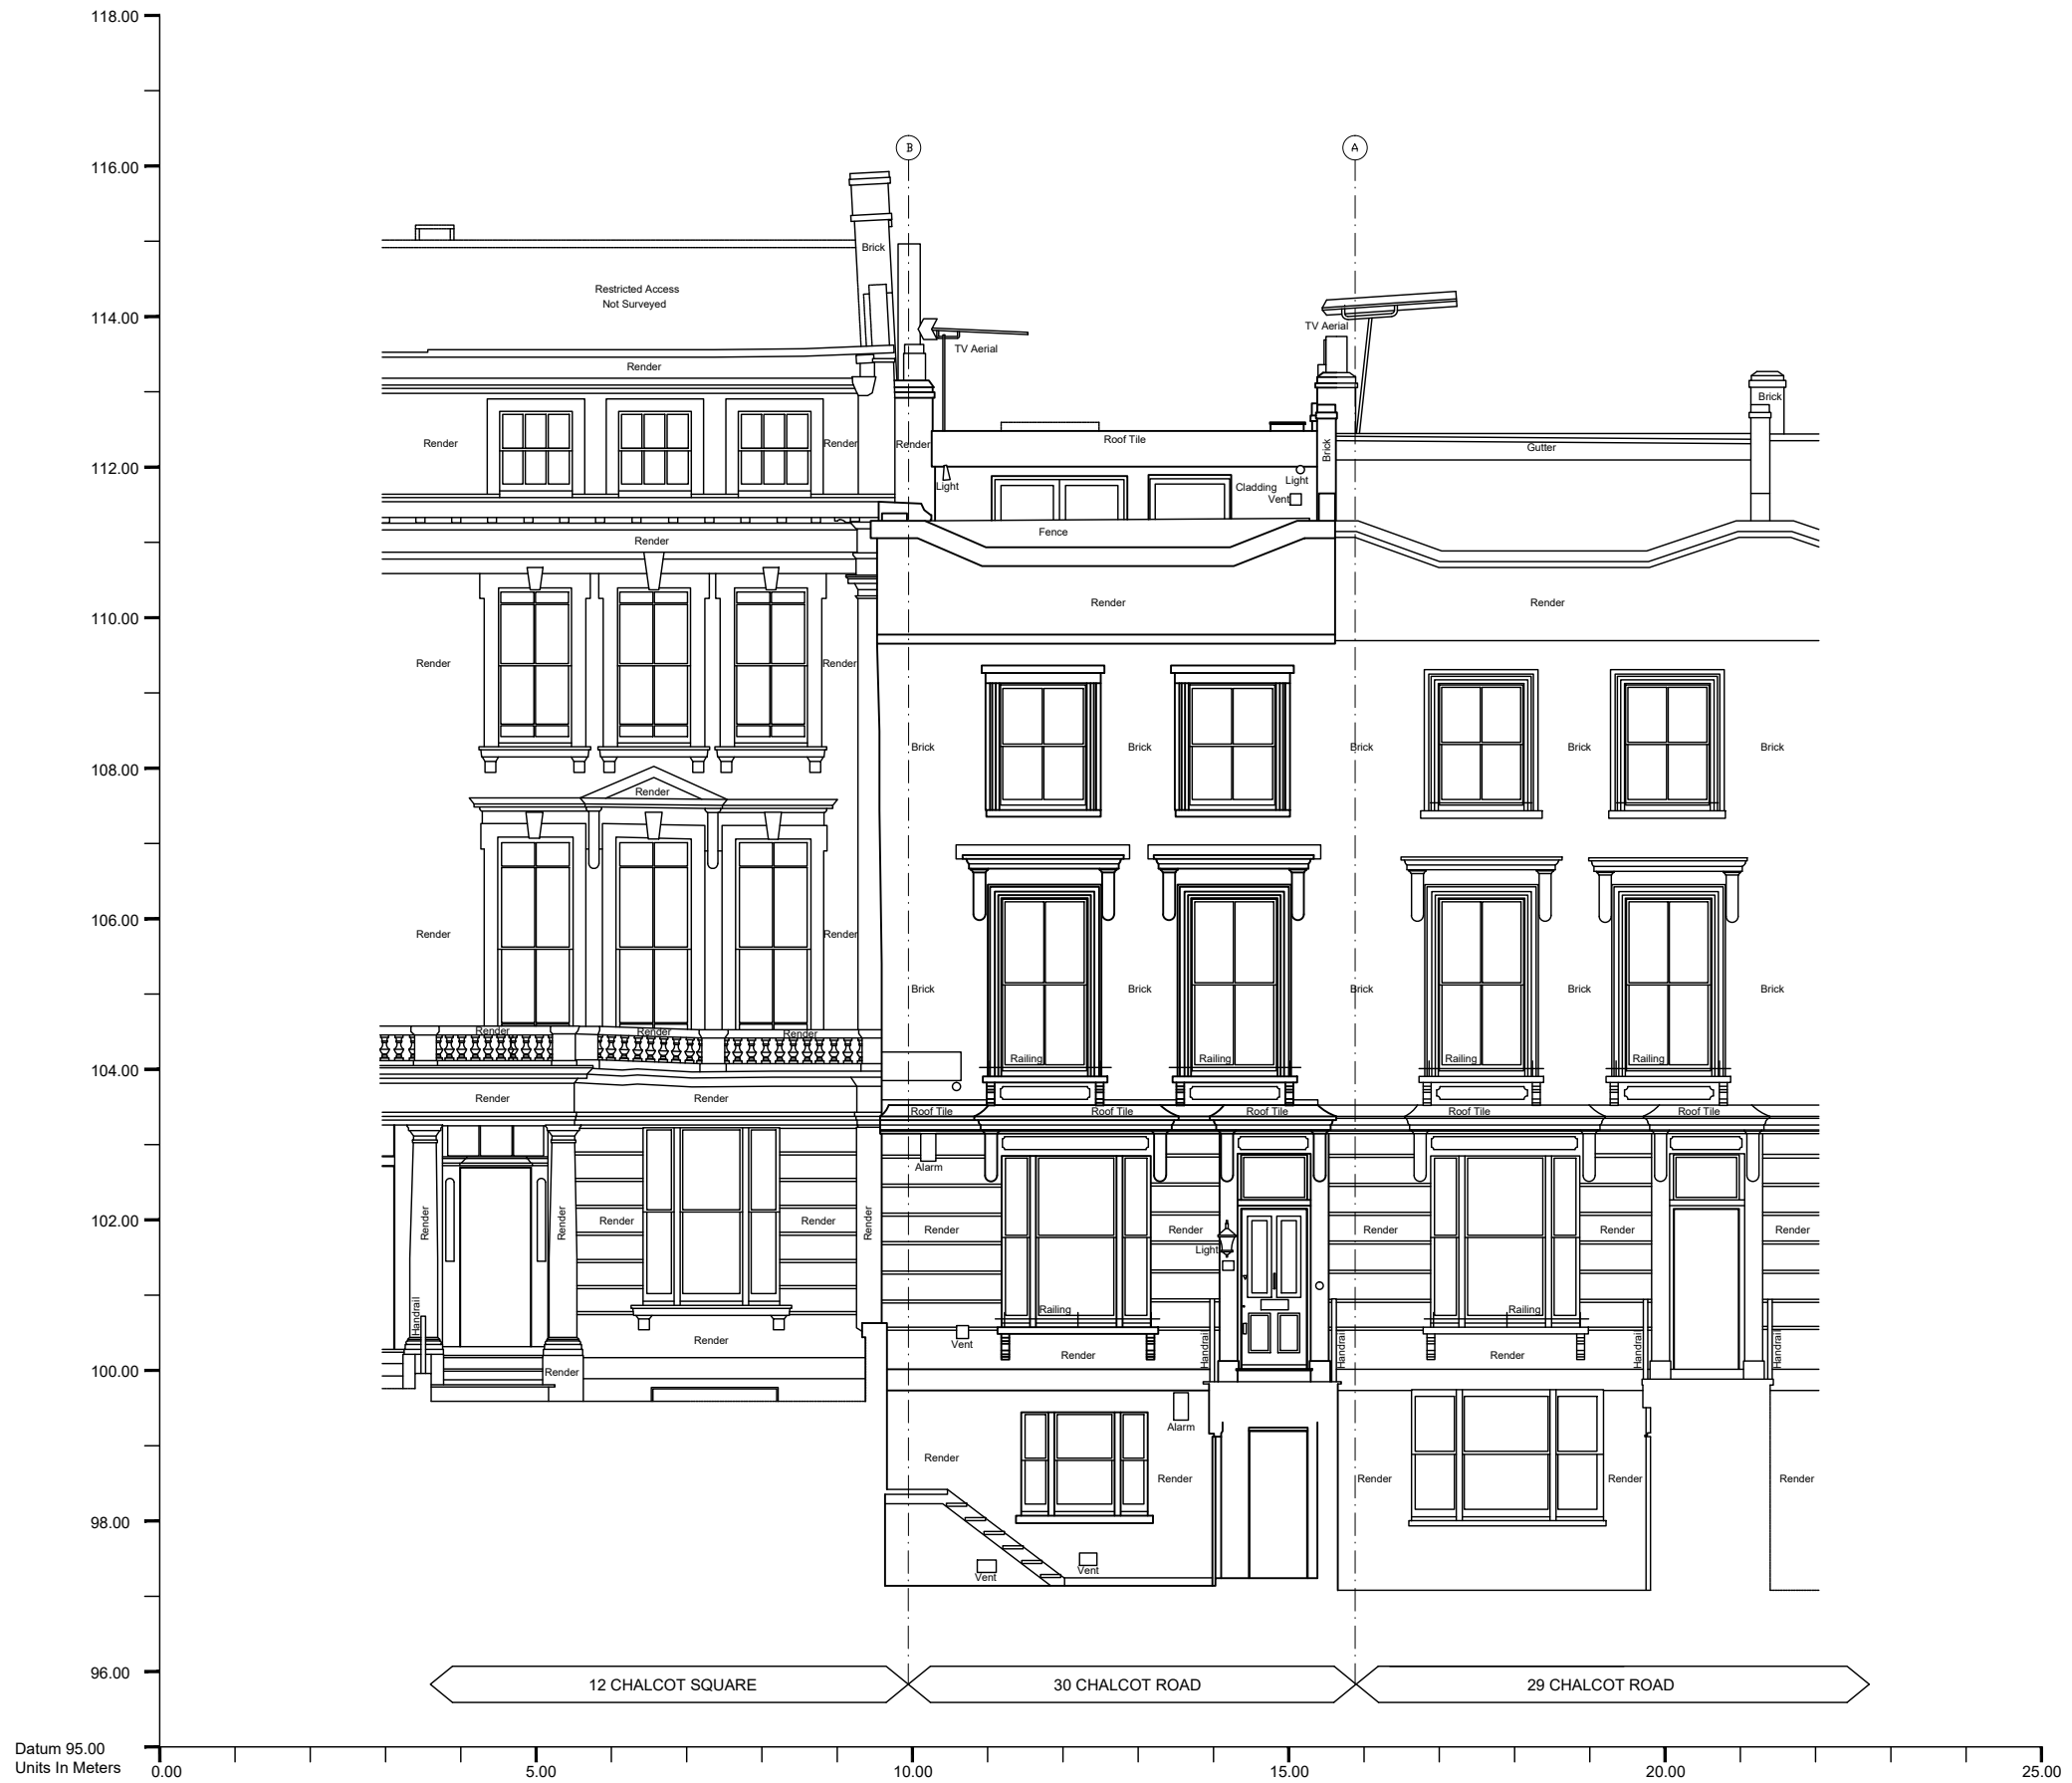 118.00
116.00
B
A
Brick
Restricted Access
Not Surveyed
114.00
TV Aerial
TV Aerial
Render
Brick
Render
Render
Render
Roof Tile
Brick
Gutter
112.00
Light
Cladding
Light
Vent
Render
Fence
110.00
Render
Render
Render
Render
108.00
Brick
Brick
Brick
Brick
Brick
Render
106.00
Render
Render
Brick
Brick
Brick
Brick
Brick
Render
Render
Render
Railing
Railing
Railing
Railing
104.00
Render
Render
Roof Tile
Roof Tile
Roof Tile
Roof Tile
Roof Tile
Alarm
102.00
Render
Render
Render
Render
Render
Render
Render
Render
Render
Render
Light
Handrail
Railing
Railing
Render
Vent
Render
Render
Handrail
Handrail
Handrail
Handrail
100.00
Render
Alarm
Render
Render
Render
Render
Render
98.00
Vent
Vent
96.00
12 CHALCOT SQUARE
30 CHALCOT ROAD
29 CHALCOT ROAD
Datum 95.00
Units In Meters
0.00
5.00
10.00
15.00
20.00
25.00